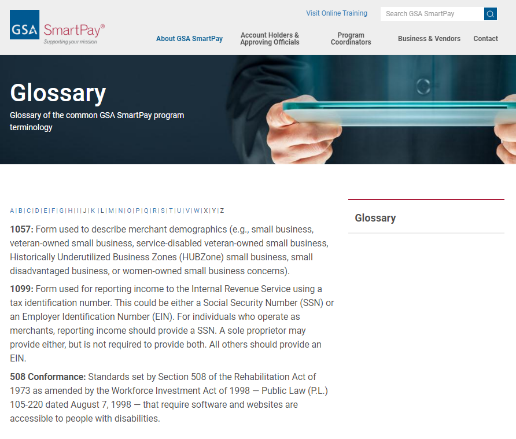 Visit Online Training
Search GSA SmartPay
GSA SmartPay®
Supporting your mission
About GSA SmartPay
Account Holders &
Approving Officials
Program
Coordinators
Business & Vendors
Contact
Glossary
Glossary of the common GSA SmartPay program
terminology
A|B|C|D|E|F|G|H|I|J|K|L|M|N|O|P|Q|R|S|T|U|V|W|X|Y|Z
Glossary
1057: Form used to describe merchant demographics (e.g., small business,
veteran-owned small business, service-disabled veteran-owned small business,
Historically Underutilized Business Zones (HUBZone) small business, small
disadvantaged business, or women-owned small business concerns).
1099: Form used for reporting income to the Internal Revenue Service using a
tax identification number. This could be either a Social Security Number (SSN) or
an Employer Identification Number (EIN). For individuals who operate as
merchants, reporting income should provide a SSN. A sole proprietor may
provide either, but is not required to provide both. All others should provide an
EIN.
508 Conformance: Standards set by Section 508 of the Rehabilitation Act of
1973 as amended by the Workforce Investment Act of 1998 — Public Law (P.L.)
105-220 dated August 7, 1998 — that require software and websites are
accessible to people with disabilities.